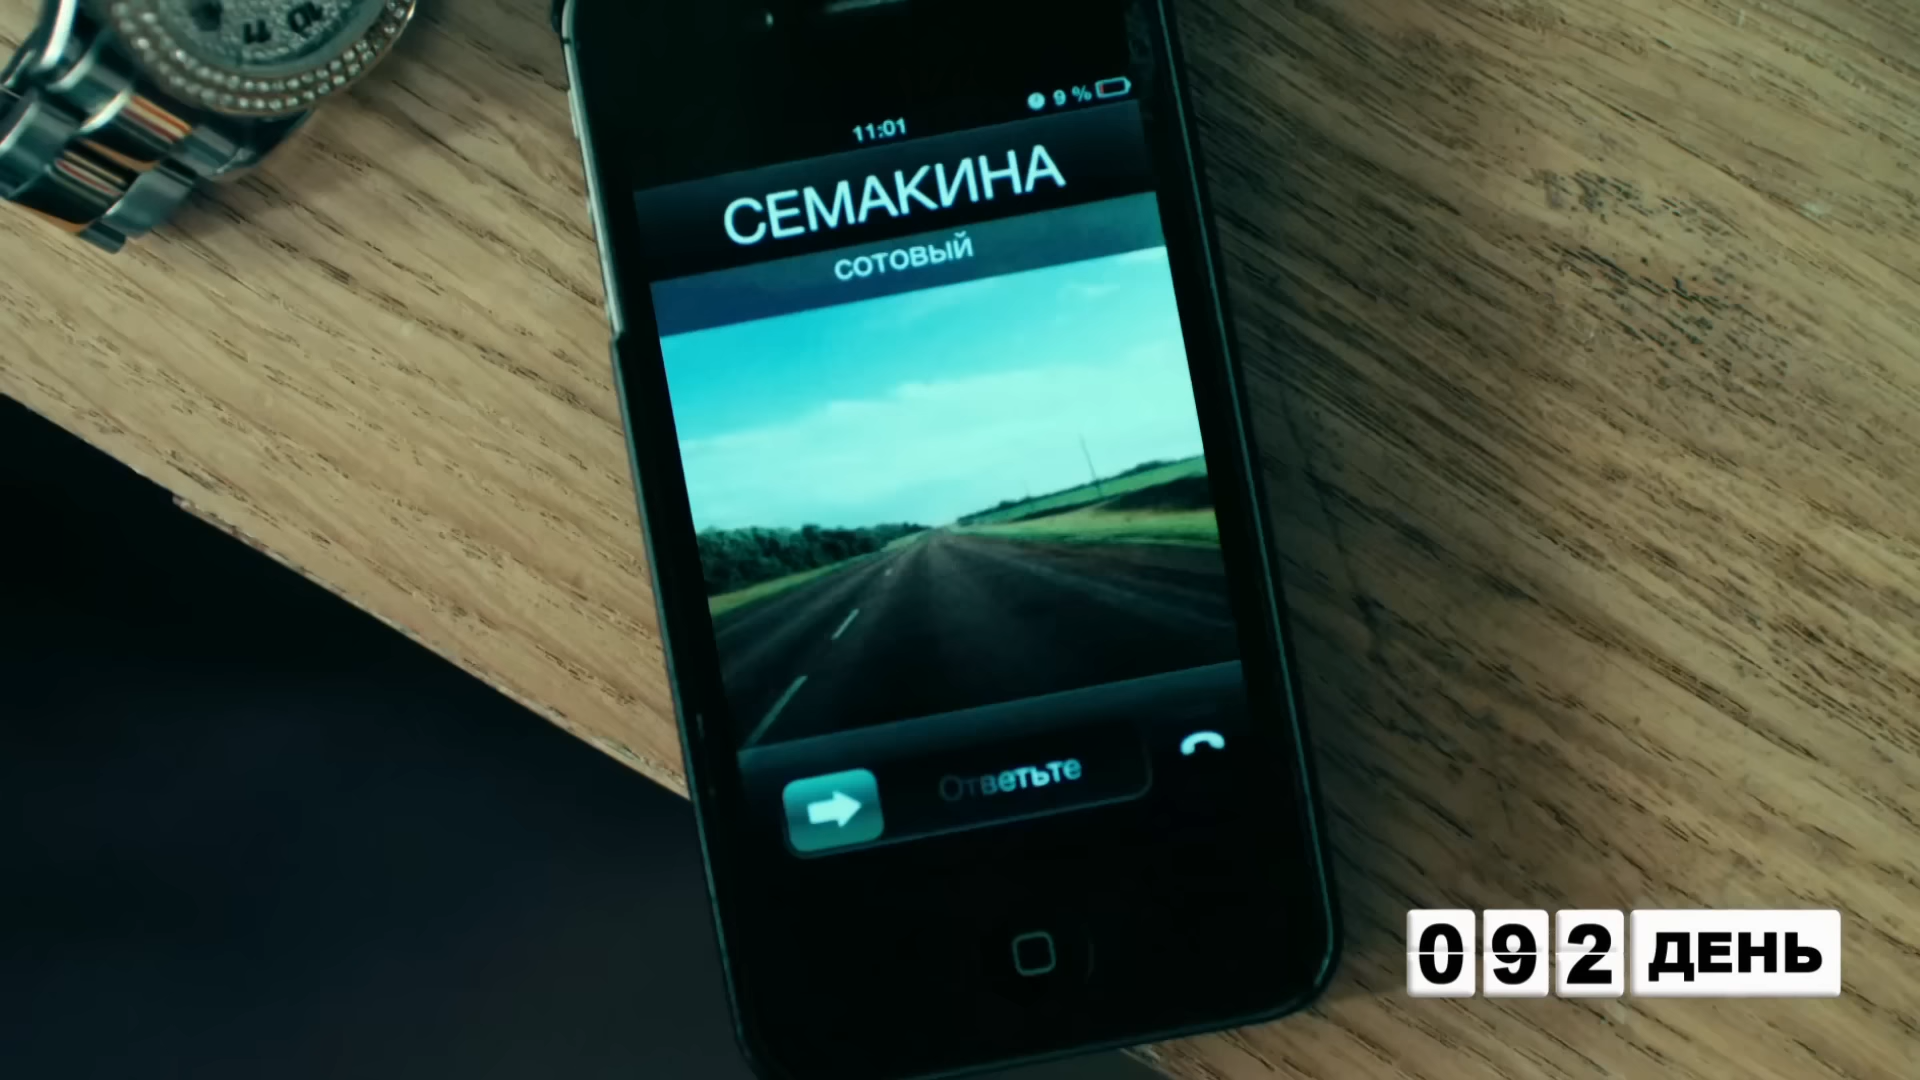 9 %
11:01
СЕМАКИНА
сотовый
Ответьте
092 ДЕНЬ